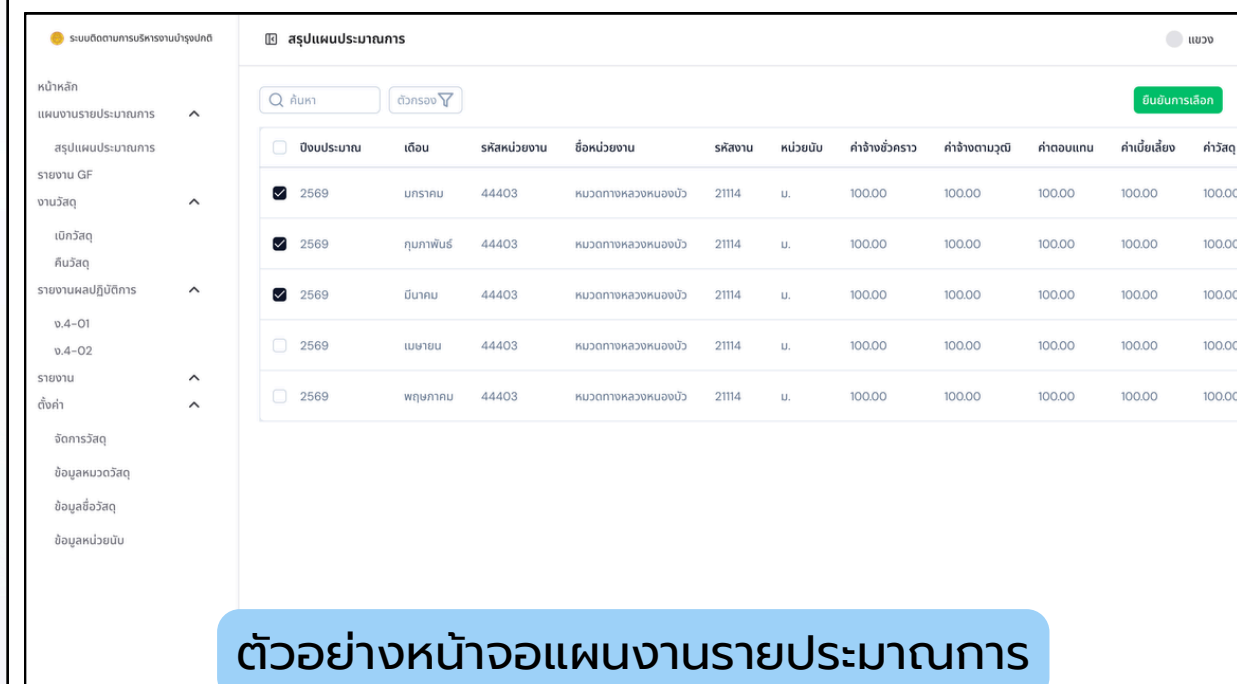 ระบบติดตามการบริหารงานบำรุงปกติ
สรุปแผนประมาณการ
แขวง
หน้าหลัก
แผนงานรายประมาณการ
สรุปแผนประมาณการ
รายงาน GF
งานวัสดุ
เบิกวัสดุ
คืนวัสดุ
รายงานผลปฏิบัติการ
ง.4-01
ง.4-02
รายงาน
ตั้งค่า
จัดการวัสดุ
ข้อมูลหมวดวัสดุ
ข้อมูลชื่อวัสดุ
ข้อมูลหน่วยนับ
ค้นหา ตัวกรอง ยืนยันการเลือก
ปีงบประมาณ เดือน รหัสหน่วยงาน ชื่อหน่วยงาน รหัสงาน หน่วยนับ ค่าจ้างชั่วคราว ค่าจ้างตามวุฒิ ค่าตอบแทน ค่าเบี้ยเลี้ยง ค่าวัสดุ
2569 มกราคม 44403 หมวดทางหลวงหนองบัว 21114 ม. 100.00 100.00 100.00 100.00 100.00
2569 กุมภาพันธ์ 44403 หมวดทางหลวงหนองบัว 21114 ม. 100.00 100.00 100.00 100.00 100.00
2569 มีนาคม 44403 หมวดทางหลวงหนองบัว 21114 ม. 100.00 100.00 100.00 100.00 100.00
2569 เมษายน 44403 หมวดทางหลวงหนองบัว 21114 ม. 100.00 100.00 100.00 100.00 100.00
2569 พฤษภาคม 44403 หมวดทางหลวงหนองบัว 21114 ม. 100.00 100.00 100.00 100.00 100.00
ตัวอย่างหน้าจอแผนงานรายประมาณการ